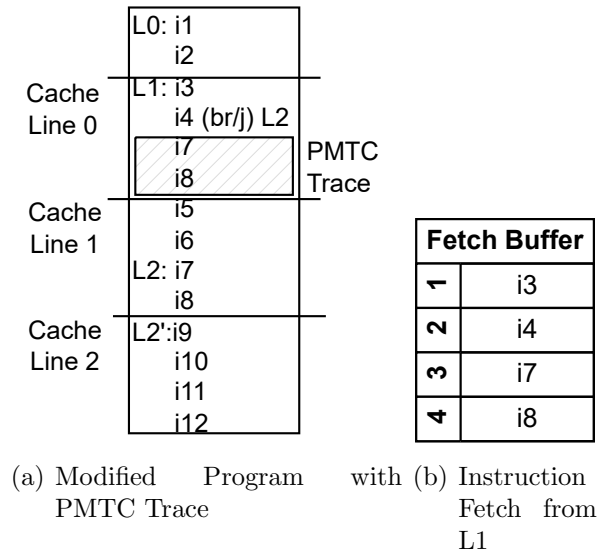 L0: i1
i2
Cache
Line 0
L1: i3
i4 (br/j) L2
i7
i8
PMTC
Trace
Cache
Line 1
i5
i6
L2: i7
i8
Cache
Line 2
L2':i9
i10
i11
i12
Fetch Buffer
1 i3
2 i4
3 i7
4 i8
(a) Modified Program with
PMTC Trace
(b) Instruction
Fetch from
L1